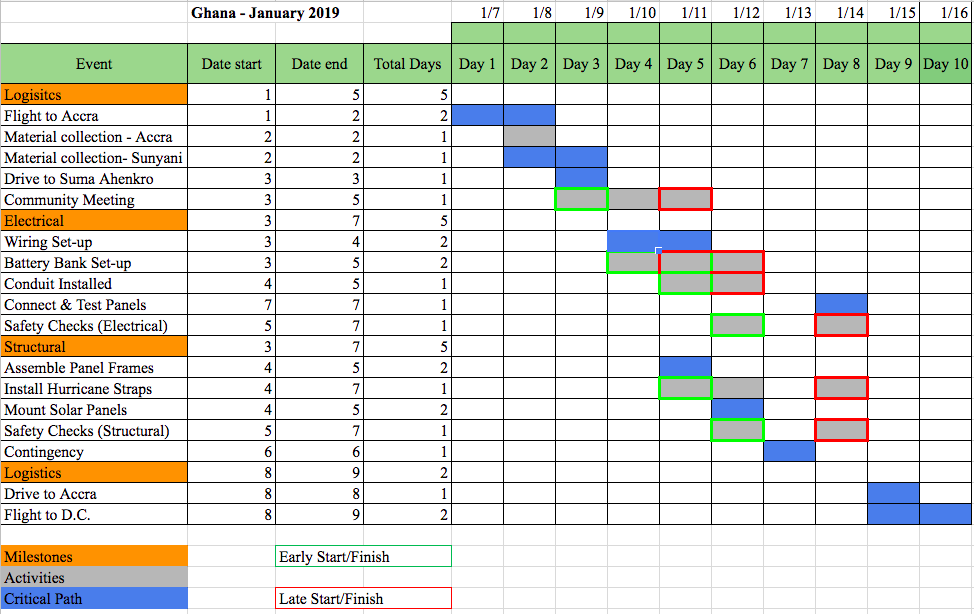 Ghana - January 2019 1/7 1/8 1/9 1/10 1/11 1/12 1/13 1/14 1/15 1/16
Event Date start Date end Total Days Day 1 Day 2 Day 3 Day 4 Day 5 Day 6 Day 7 Day 8 Day 9 Day 10
Logisitcs 1 5 5
Flight to Accra 1 2 2
Material collection - Accra 2 2 1
Material collection- Sunyani 2 2 1
Drive to Suma Ahenkro 3 3 1
Community Meeting 3 5 1
Electrical 3 7 5
Wiring Set-up 3 4 2
Battery Bank Set-up 3 5 2
Conduit Installed 4 5 1
Connect & Test Panels 7 7 1
Safety Checks (Electrical) 5 7 1
Structural 3 7 5
Assemble Panel Frames 4 5 2
Install Hurricane Straps 4 7 1
Mount Solar Panels 4 5 2
Safety Checks (Structural) 5 7 1
Contingency 6 6 1
Logistics 8 9 2
Drive to Accra 8 8 1
Flight to D.C. 8 9 2
Milestones Early Start/Finish
Activities
Critical Path Late Start/Finish